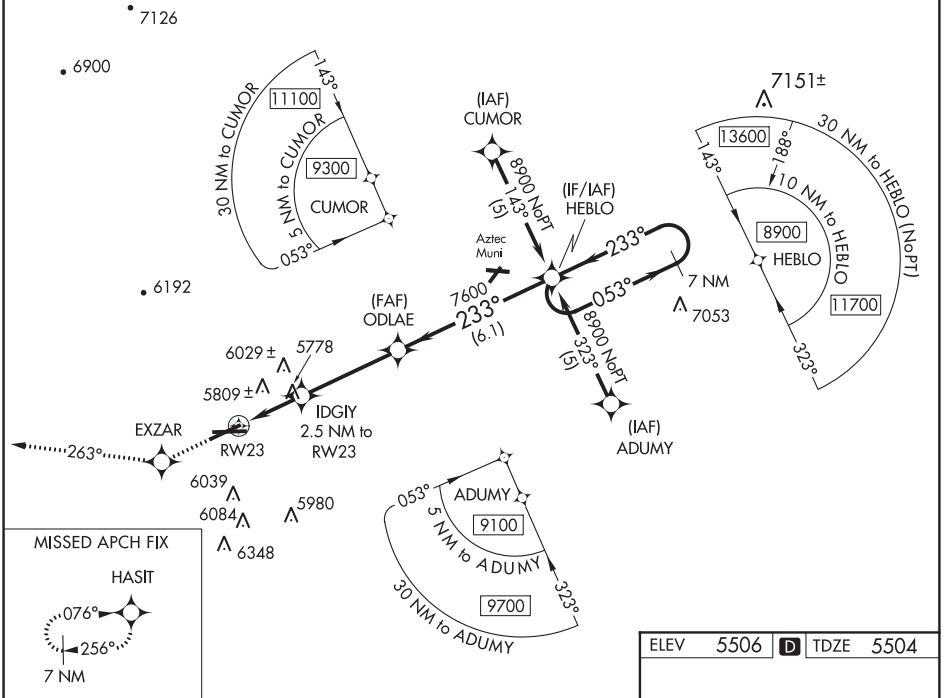 7126
6900
143°
11100
30 NM to CUMOR
5 NM to CUMOR
9300
CUMOR
053°
(IAF)
CUMOR
8900 NoPT
143°
(5)
(IF/IAF)
HEBLO
7151±
13600
30 NM to HEBLO (NoPT)
143°
188°
10 NM to HEBLO
8900
HEBLO
11700
323°
Aztec
Muni
233°
053°
7 NM
7053
7600
233°
(6.1)
6192
(FAF)
ODLAE
8900 NoPT
323°
(5)
(IAF)
ADUMY
6029±
5778
5809±
IDGIY
2.5 NM to
RW23
EXZAR
RW23
263°
6039
6084
5980
6348
053°
ADUMY
9100
5 NM to ADUMY
9700
30 NM to ADUMY
323°
MISSED APCH FIX
HASIT
076°
256°
7 NM
ELEV 5506 D TDZE 5504